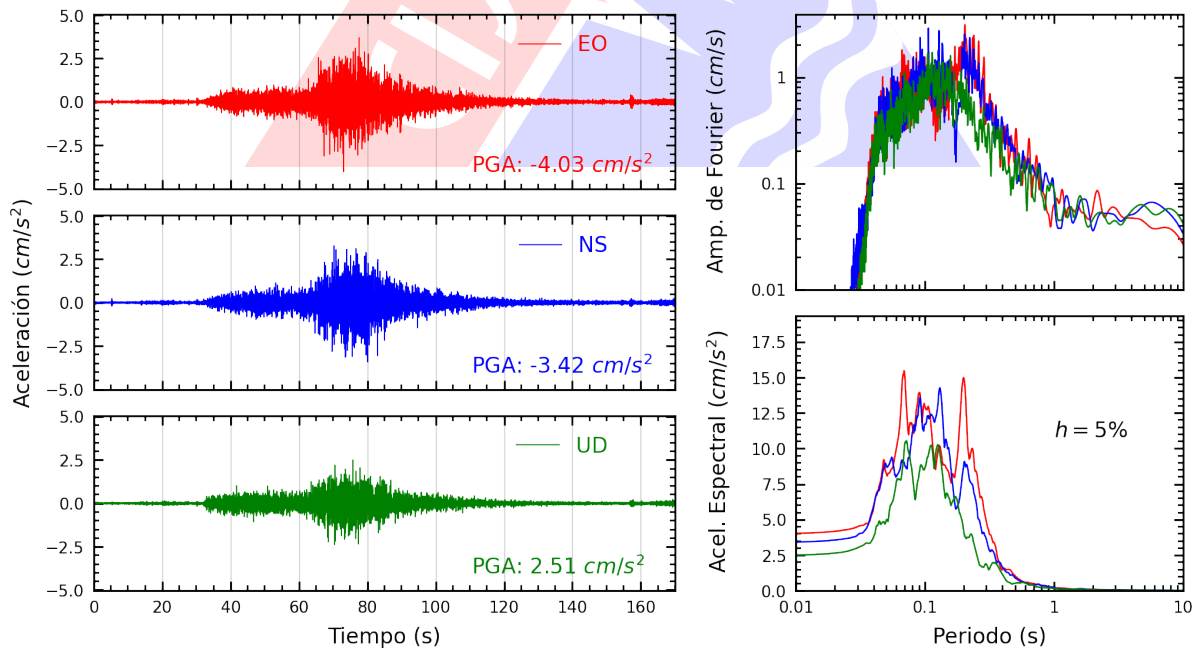 Aceleración (cm/s²)
5.0
2.5
0.0
−2.5
−5.0
EO
PGA: -4.03 cm/s²
5.0
2.5
0.0
−2.5
−5.0
NS
PGA: -3.42 cm/s²
5.0
2.5
0.0
−2.5
−5.0
UD
PGA: 2.51 cm/s²
0 20 40 60 80 100 120 140 160
Tiempo (s)
Amp. de Fourier (cm/s)
1
0.1
0.01
Acel. Espectral (cm/s²)
17.5
15.0
12.5
10.0
7.5
5.0
2.5
0.0
h = 5%
0.01 0.1 1 10
Periodo (s)